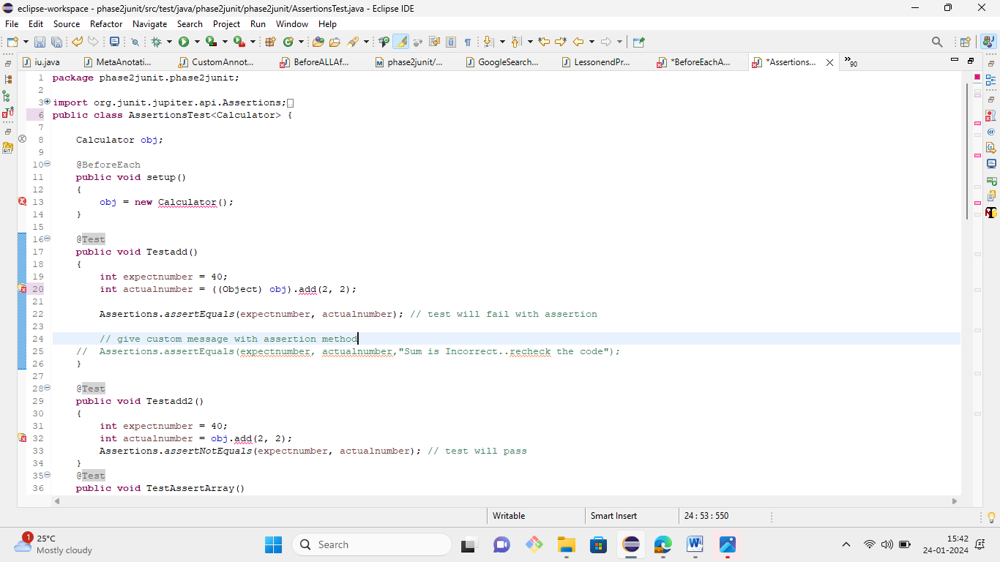 eclipse-workspace - phase2junit/src/test/java/phase2junit/phase2junit/AssertionsTest.java - Eclipse IDE
File Edit Source Refactor Navigate Search Project Run Window Help
iu.java MetaAnotati... CustomAnnot... BeforeALLAf... phase2junit/... GoogleSearch... LessonendPr... *BeforeEachA... *Assertions... 90
1 package phase2junit.phase2junit;
2
3 import org.junit.jupiter.api.Assertions;
6 public class AssertionsTest<Calculator> {
7
8 Calculator obj;
9
10 @BeforeEach
11 public void setup()
12 {
13 obj = new Calculator();
14 }
15
16 @Test
17 public void Testadd()
18 {
19 int expectnumber = 40;
20 int actualnumber = ((Object) obj).add(2, 2);
21
22 Assertions.assertEquals(expectnumber, actualnumber); // test will fail with assertion
23
24 // give custom message with assertion method
25 // Assertions.assertEquals(expectnumber, actualnumber,"Sum is Incorrect..recheck the code");
26 }
27
28 @Test
29 public void Testadd2()
30 {
31 int expectnumber = 40;
32 int actualnumber = obj.add(2, 2);
33 Assertions.assertNotEquals(expectnumber, actualnumber); // test will pass
34 }
35 @Test
36 public void TestAssertArray()
Writable Smart Insert 24 : 53 : 550
1 25°C
Mostly cloudy
Search
15:42
24-01-2024